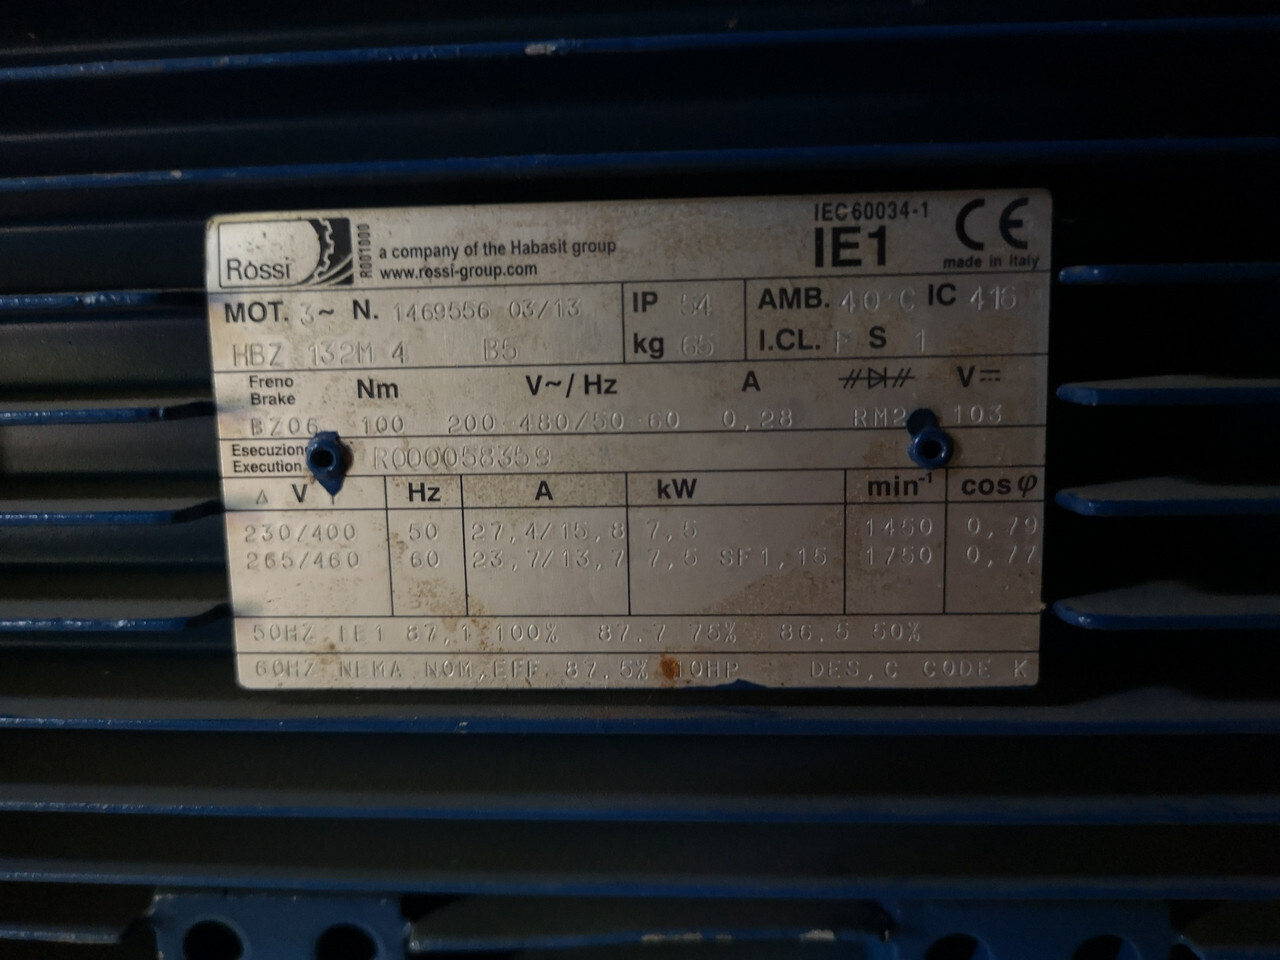 Rossi
R001000
a company of the Habasit group
www.rossi-group.com
IEC60034-1
IE1
CE
made in Italy
MOT. 3~ N. 1469556 03/13
HBZ 132M 4 B5
IP 54
kg 65
AMB. 40°C IC 416
I.CL. F S 1
Freno Brake Nm V~/Hz A V
BZ06 100 200-480/50-60 0,28 RM2 103
Esecuzione
Execution R000058359
Δ V Y Hz A kW min-1 cosφ
230/400 50 27,4/15,8 7,5 1450 0,79
265/460 60 23,7/13,7 7,5 SF1,15 1750 0,77
50HZ IE1 87,1 100% 87.7 75% 86.5 50%
60HZ NEMA NOM,EFF 87.5% 10HP DES,C CODE K